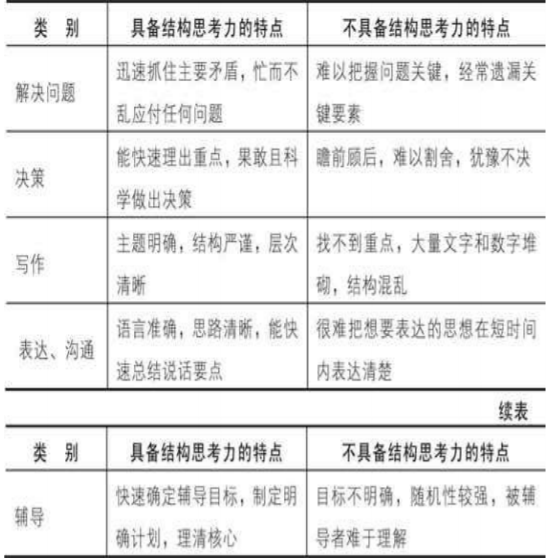 类 别 具备结构思考力的特点 不具备结构思考力的特点
解决问题
迅速抓住主要矛盾，忙而不
乱应付任何问题
难以把握问题关键，经常遗漏关
键要素
决策
能快速理出重点，果敢且科
学做出决策
瞻前顾后，难以割舍，犹豫不决
写作
主题明确，结构严谨，层次
清晰
找不到重点，大量文字和数字堆
砌，结构混乱
表达、沟通
语言准确，思路清晰，能快
速总结说话要点
很难把想要表达的思想在短时间
内表达清楚
续表
类 别 具备结构思考力的特点 不具备结构思考力的特点
辅导
快速确定辅导目标，制定明
确计划，理清核心
目标不明确，随机性较强，被辅
导者难于理解